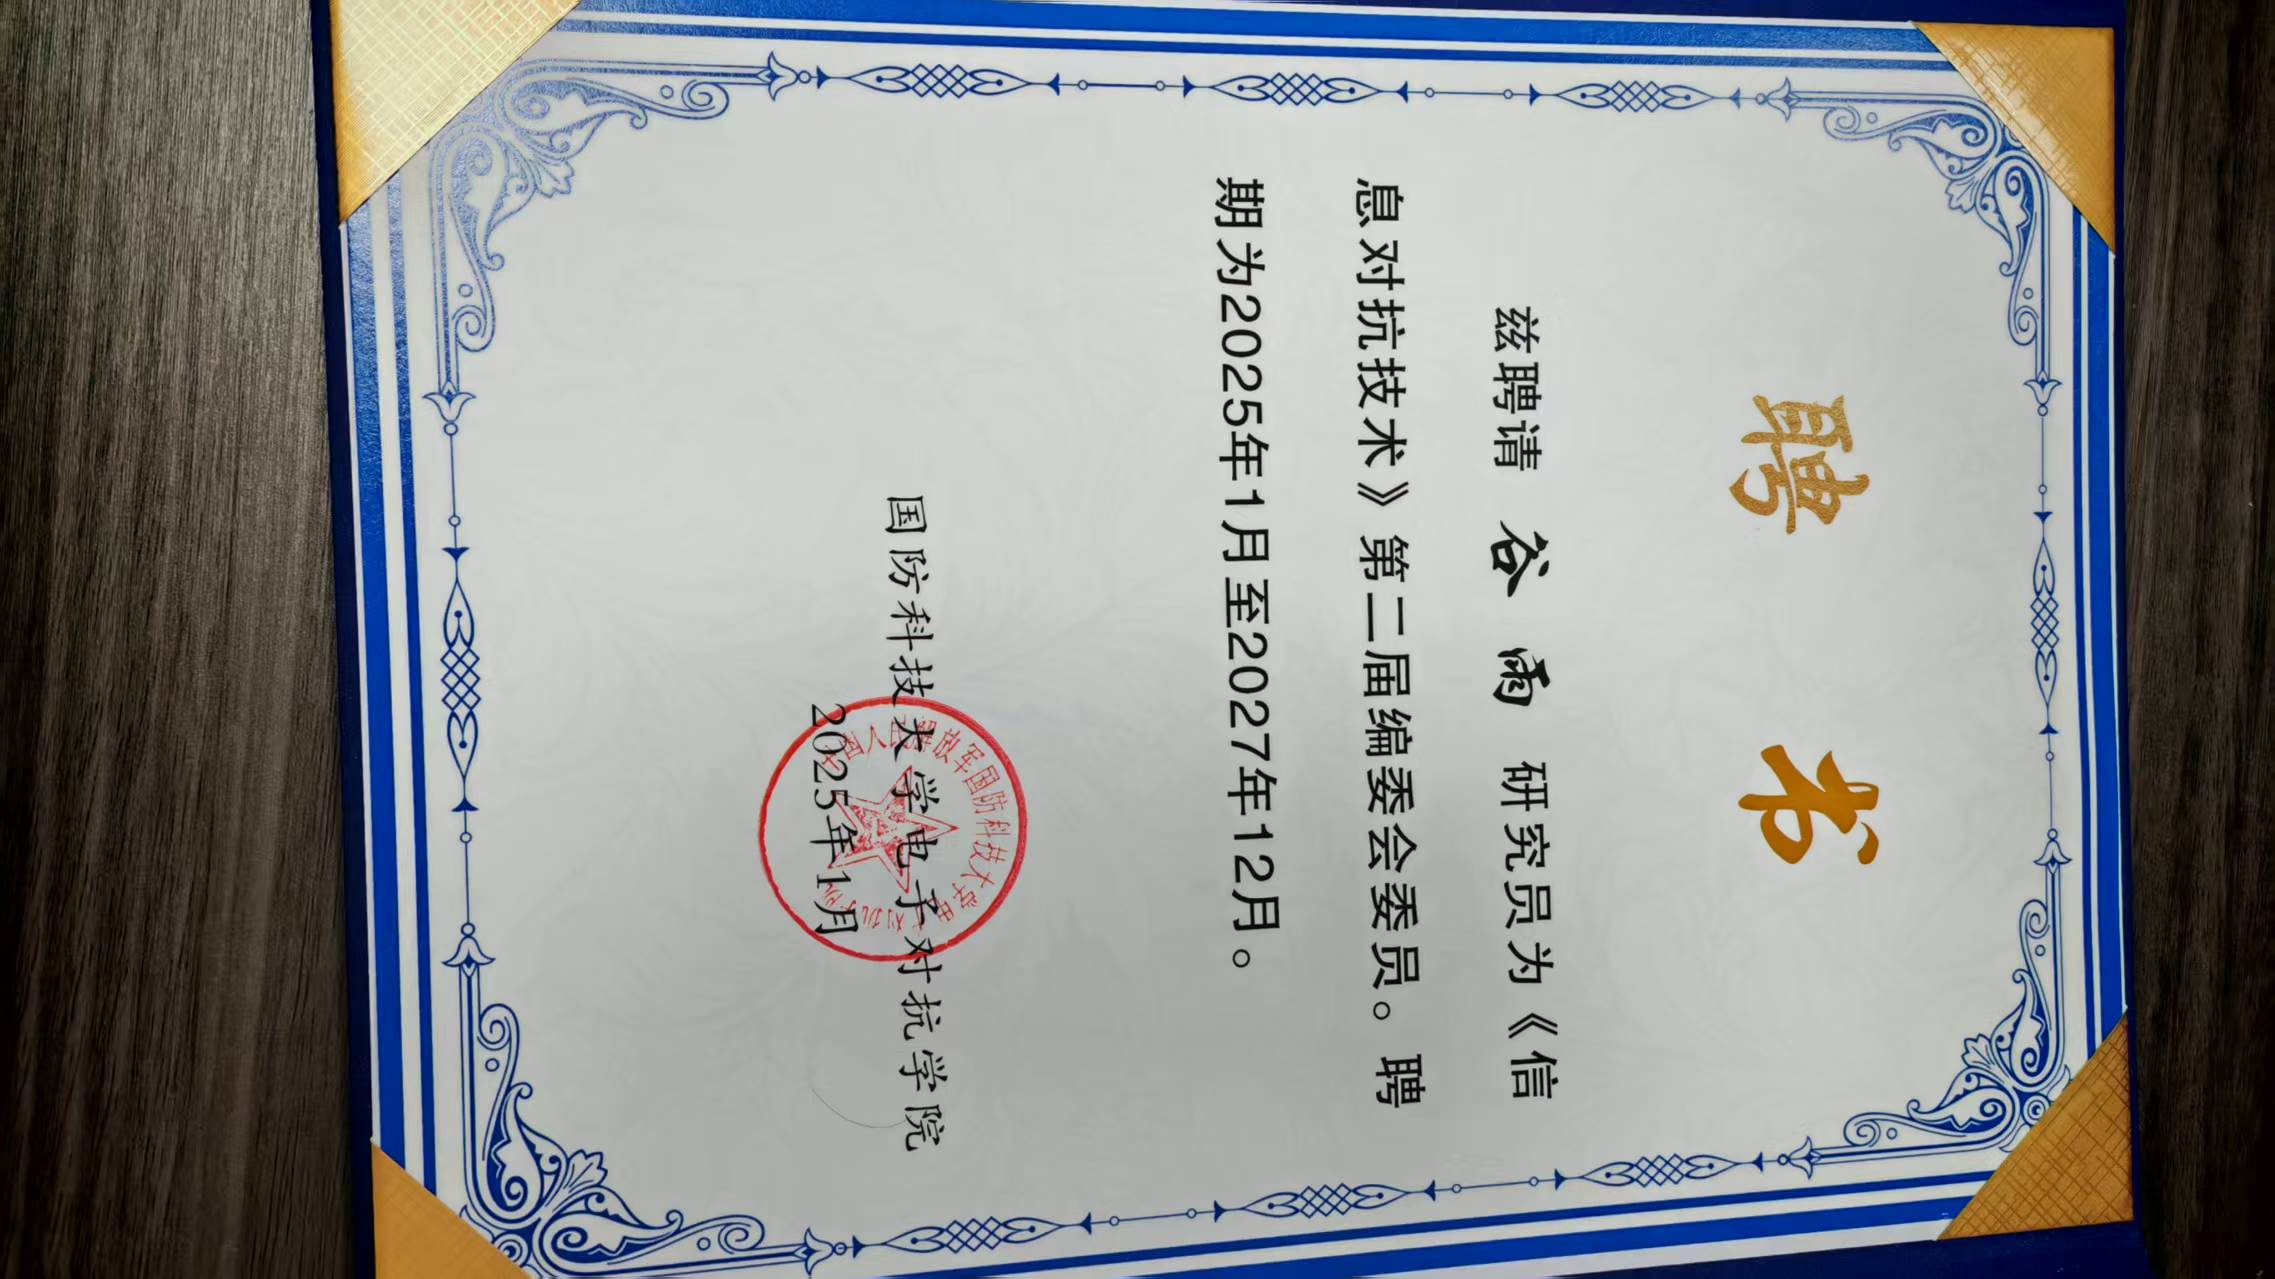 聘 书
兹聘请 谷 雨 研究员为《信
息对抗技术》第二届编委会委员。聘
期为2025年1月至2027年12月。
国防科技大学电子对抗学院
2025年1月
中国人民解放军国防科技大学电子对抗学院